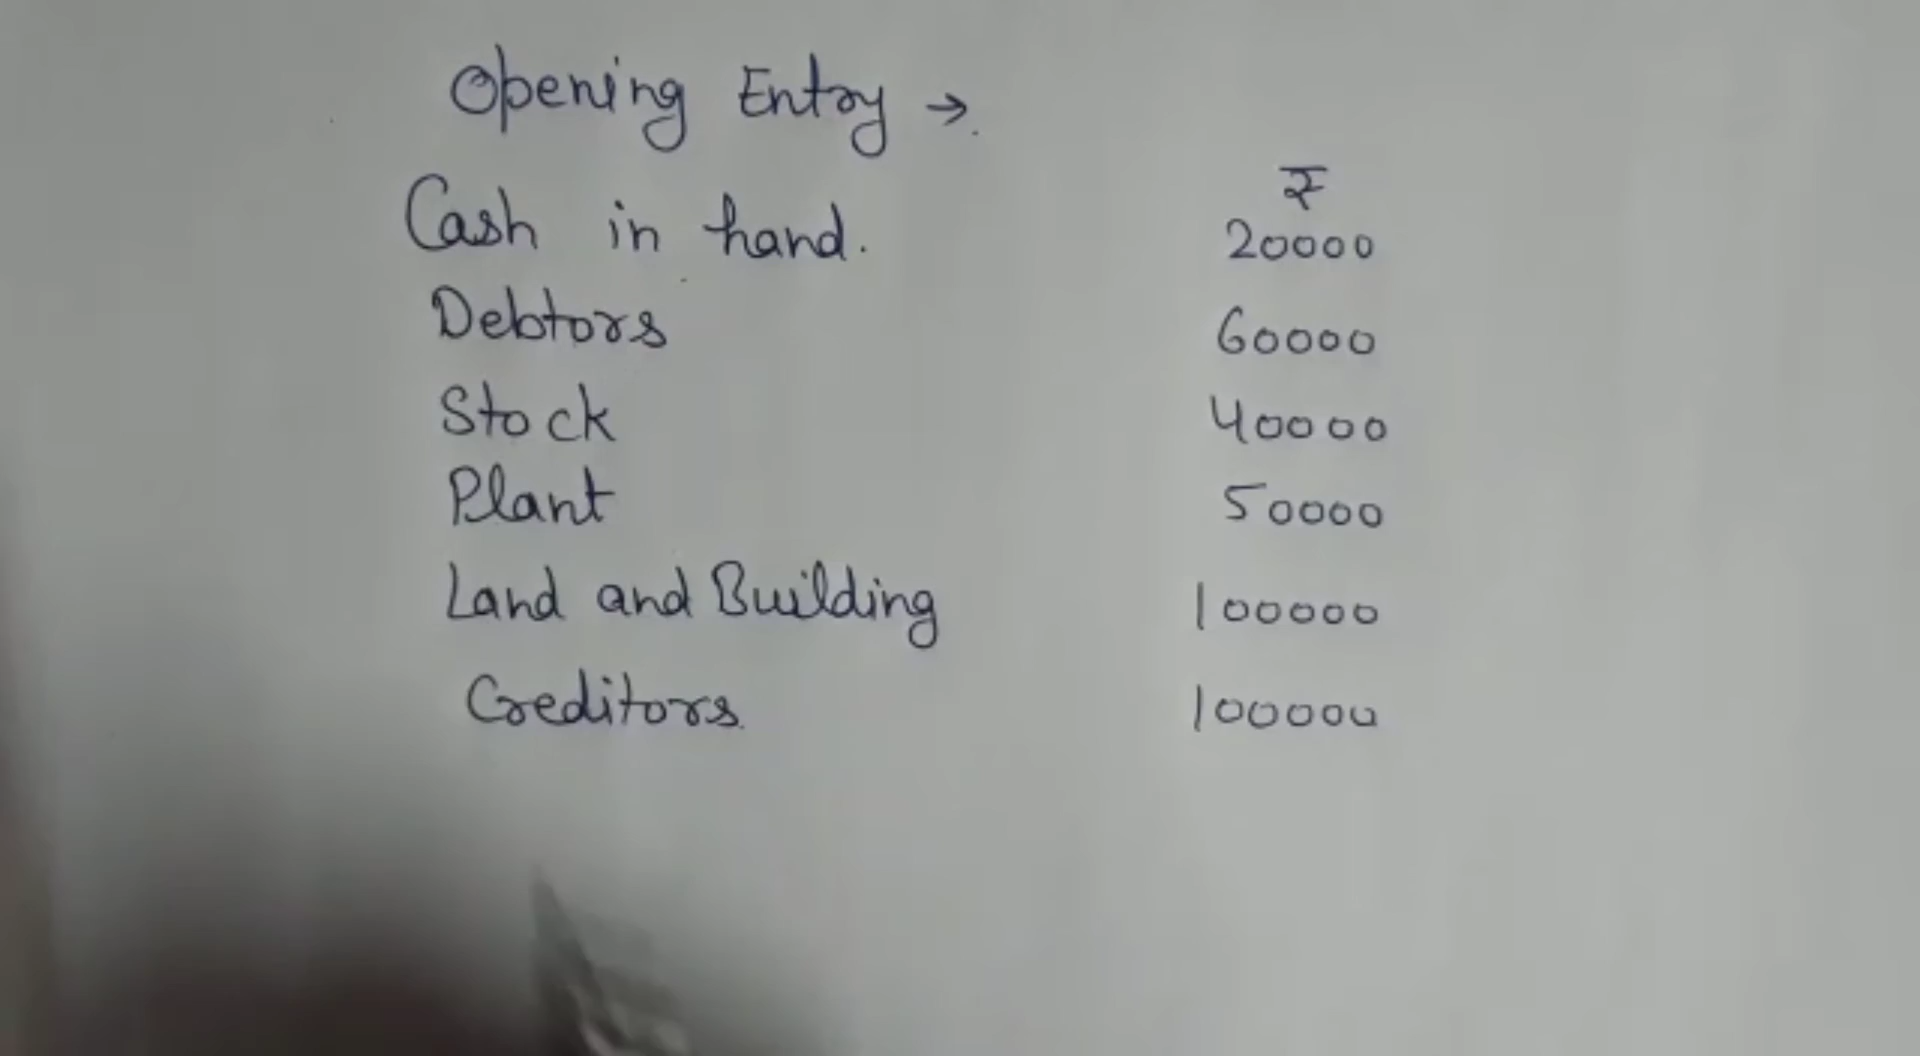 Opening Entry →
₹
Cash in hand. 20000
Debtors 60000
Stock 40000
Plant 50000
Land and Building 100000
Creditors. 100000